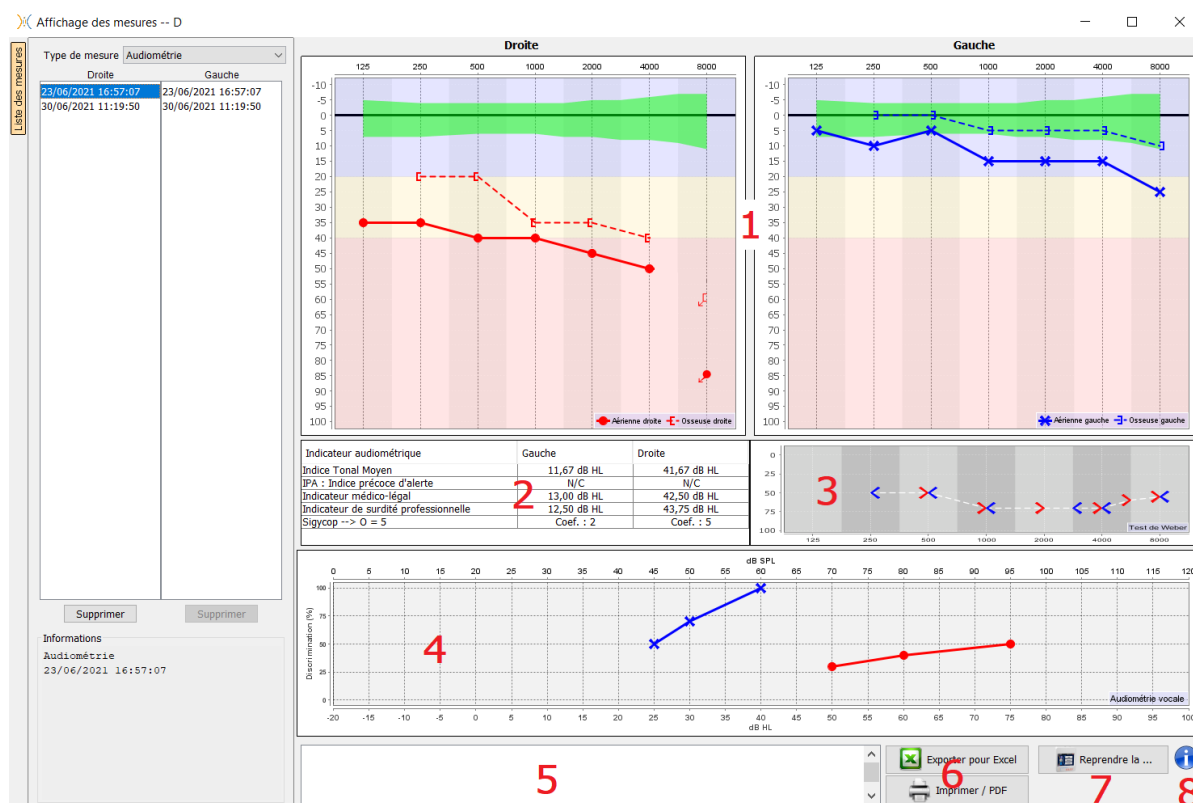 Affichage des mesures -- D
Liste des mesures
Type de mesure Audiométrie
Droite Gauche
23/06/2021 16:57:07 23/06/2021 16:57:07
30/06/2021 11:19:50 30/06/2021 11:19:50
Supprimer Supprimer
Informations
Audiométrie
23/06/2021 16:57:07
Droite
125 250 500 1000 2000 4000 8000
-10
-5
0
5
10
15
20
25
30
35
40
45
50
55
60
65
70
75
80
85
90
95
100
Aérienne droite Osseuse droite
1
Gauche
125 250 500 1000 2000 4000 8000
-10
-5
0
5
10
15
20
25
30
35
40
45
50
55
60
65
70
75
80
85
90
95
100
Aérienne gauche Osseuse gauche
Indicateur audiométrique Gauche Droite
Indice Tonal Moyen 11,67 dB HL 41,67 dB HL
IPA : Indice précoce d'alerte N/C N/C
Indicateur médico-légal 13,00 dB HL 42,50 dB HL
Indicateur de surdité professionnelle 12,50 dB HL 43,75 dB HL
Sigycop --> O = 5 Coef. : 2 Coef. : 5
2
0
25
50
75
100
3
Test de Weber
125 250 500 1000 2000 4000 8000
dB SPL
0 5 10 15 20 25 30 35 40 45 50 55 60 65 70 75 80 85 90 95 100 105 110 115 120
Discrimination (%)
100
75
50
25
0
4
Audiométrie vocale
-20 -15 -10 -5 0 5 10 15 20 25 30 35 40 45 50 55 60 65 70 75 80 85 90 95 100
dB HL
5
Exporter pour Excel
6
Imprimer / PDF
Reprendre la ...
7
8